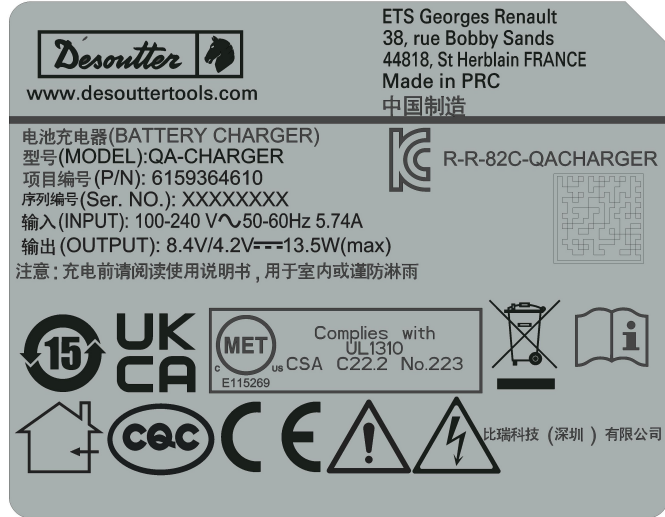 Desoutter
www.desouttertools.com
ETS Georges Renault
38, rue Bobby Sands
44818, St Herblain FRANCE
Made in PRC
中国制造
电池充电器(BATTERY CHARGER)
型号(MODEL):QA-CHARGER
项目编号(P/N): 6159364610
序列编号(Ser. NO.): XXXXXXXX
输入(INPUT): 100-240 V～50-60Hz 5.74A
输出(OUTPUT): 8.4V/4.2V⎓13.5W(max)
注意：充电前请阅读使用说明书，用于室内或谨防淋雨
R-R-82C-QACHARGER
15
UK
CA
MET
C US
E115269
Complies with
UL1310
CSA C22.2 No.223
i
CQC
CE
!
比瑞科技（深圳）有限公司